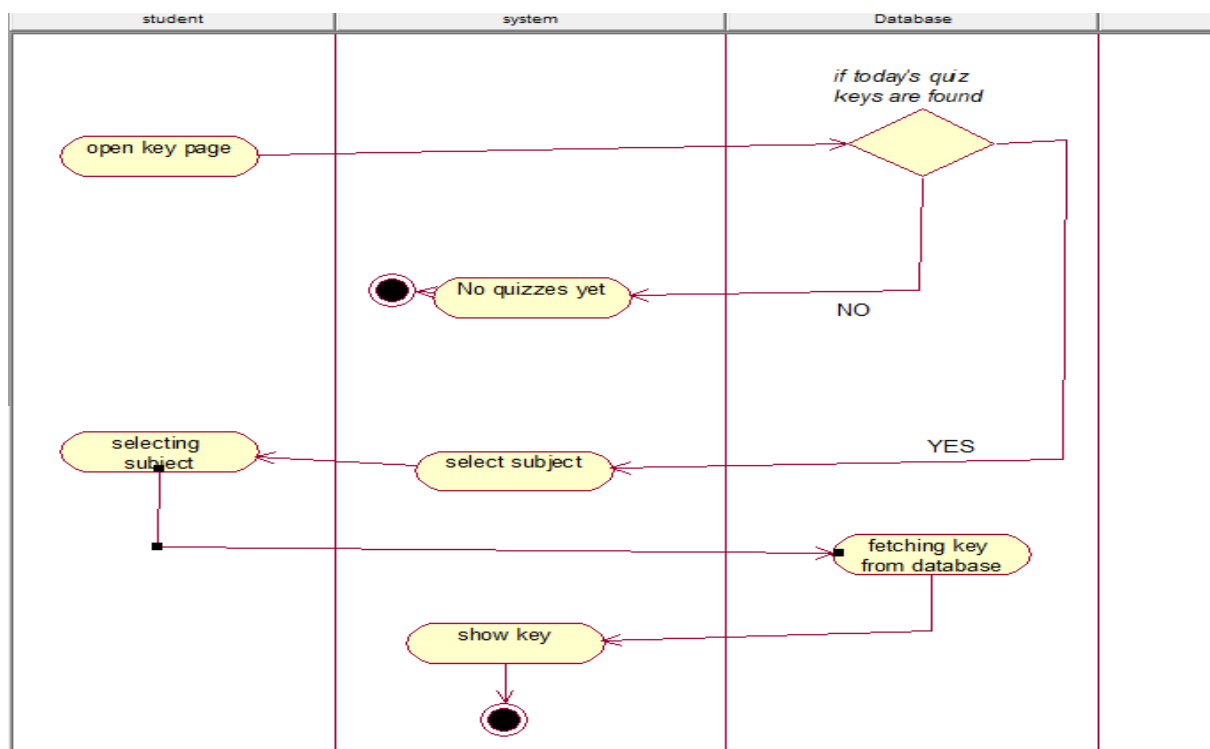 student
system
Database
if today's quiz
keys are found
open key page
No quizzes yet
NO
selecting
subject
select subject
YES
fetching key
from database
show key